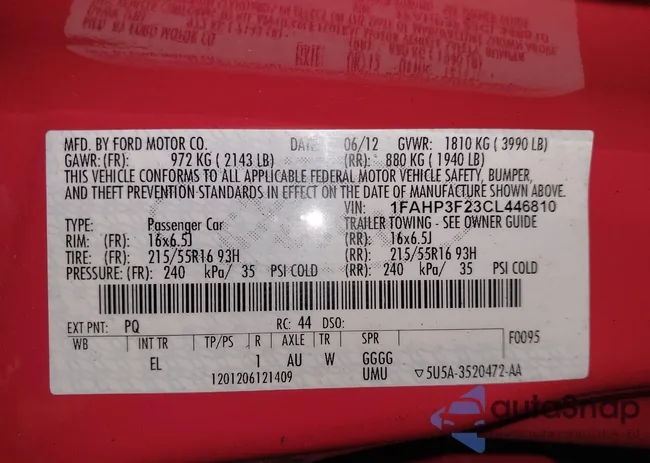 MFD. BY FORD MOTOR CO. DATE: 06/12 GVWR: 1810 KG ( 3990 LB)
GAWR: (FR): 972 KG ( 2143 LB) (RR): 880 KG ( 1940 LB)
THIS VEHICLE CONFORMS TO ALL APPLICABLE FEDERAL MOTOR VEHICLE SAFETY, BUMPER,
AND THEFT PREVENTION STANDARDS IN EFFECT ON THE DATE OF MANUFACTURE SHOWN ABOVE.
VIN: 1FAHP3F23CL446810
TYPE: Passenger Car TRAILER TOWING - SEE OWNER GUIDE
RIM: (FR): 16x6.5J (RR): 16x6.5J
TIRE: (FR): 215/55R16 93H (RR): 215/55R16 93H
PRESSURE: (FR): 240 kPa/ 35 PSI COLD (RR): 240 kPa/ 35 PSI COLD
EXT PNT: PQ RC: 44 DSO:
WB INT TR TP/PS R AXLE TR SPR F0095
EL 1 AU W GGGG
1201206121409 UMU ▽5U5A-3520472-AA
autoSnap